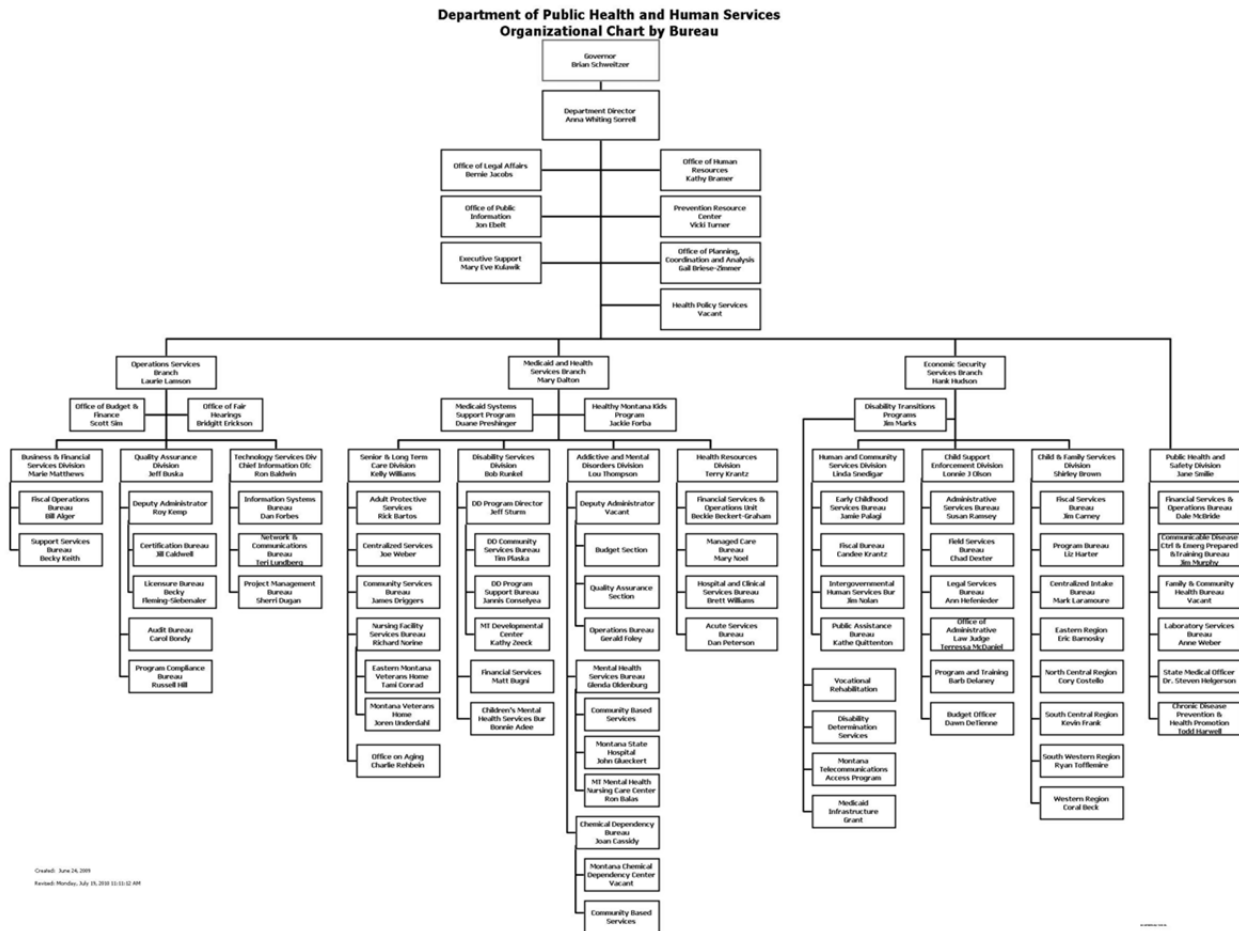 Department of Public Health and Human Services
Organizational Chart by Bureau
Governor
Brian Schweitzer
Department Director
Anna Whiting Sorrell
Office of Legal Affairs
Bernie Jacobs
Office of Human
Resources
Kathy Bramer
Office of Public
Information
Jon Ebelt
Prevention Resource
Center
Vicki Turner
Executive Support
Mary Eve Kulawik
Office of Planning,
Coordination and Analysis
Gail Briese-Zimmer
Health Policy Services
Vacant
Operations Services
Branch
Laurie Lamson
Medicaid and Health
Services Branch
Mary Dalton
Economic Security
Services Branch
Hank Hudson
Office of Budget &
Finance
Scott Sim
Office of Fair
Hearings
Bridgitt Erickson
Medicaid Systems
Support Program
Duane Preshinger
Healthy Montana Kids
Program
Jackie Forba
Disability Transitions
Programs
Jim Marks
Business & Financial
Services Division
Marie Matthews
Fiscal Operations
Bureau
Bill Alger
Support Services
Bureau
Becky Keith
Quality Assurance
Division
Jeff Buska
Deputy Administrator
Roy Kemp
Certification Bureau
Jill Caldwell
Licensure Bureau
Becky
Fleming-Siebenaler
Audit Bureau
Carol Bondy
Program Compliance
Bureau
Russell Hill
Technology Services Div
Chief Information Ofc
Ron Baldwin
Information Systems
Bureau
Dan Forbes
Network &
Communications
Bureau
Teri Lundberg
Project Management
Bureau
Sherri Dugan
Senior & Long Term
Care Division
Kelly Williams
Adult Protective
Services
Rick Bartos
Centralized Services
Joe Weber
Community Services
Bureau
James Driggers
Nursing Facility
Services Bureau
Richard Norine
Eastern Montana
Veterans Home
Tami Conrad
Montana Veterans
Home
Joren Underdahl
Office on Aging
Charlie Rehbein
Disability Services
Division
Bob Runkel
DD Program Director
Jeff Sturm
DD Community
Services Bureau
Tim Plaska
DD Program
Support Bureau
Jannis Conselyea
MT Developmental
Center
Kathy Zeeck
Financial Services
Matt Bugni
Children's Mental
Health Services Bur
Bonnie Adee
Addictive and Mental
Disorders Division
Lou Thompson
Deputy Administrator
Vacant
Budget Section
Quality Assurance
Section
Operations Bureau
Gerald Foley
Mental Health
Services Bureau
Glenda Oldenburg
Community Based
Services
Montana State
Hospital
John Glueckert
MT Mental Health
Nursing Care Center
Ron Balas
Chemical Dependency
Bureau
Joan Cassidy
Montana Chemical
Dependency Center
Vacant
Community Based
Services
Health Resources
Division
Terry Krantz
Financial Services &
Operations Unit
Beckie Beckert-Graham
Managed Care
Bureau
Mary Noel
Hospital and Clinical
Services Bureau
Brett Williams
Acute Services
Bureau
Dan Peterson
Human and Community
Services Division
Linda Snedigar
Early Childhood
Services Bureau
Jamie Palagi
Fiscal Bureau
Candee Krantz
Intergovernmental
Human Services Bur
Jim Nolan
Public Assistance
Bureau
Kathe Quittenton
Vocational
Rehabilitation
Disability
Determination
Services
Montana
Telecommunications
Access Program
Medicaid
Infrastructure
Grant
Child Support
Enforcement Division
Lonnie J Olson
Administrative
Services Bureau
Susan Ramsey
Field Services
Bureau
Chad Dexter
Legal Services
Bureau
Ann Hefenieder
Office of
Administrative
Law Judge
Terressa McDaniel
Program and Training
Barb Delaney
Budget Officer
Dawn DeTienne
Child & Family Services
Division
Shirley Brown
Fiscal Services
Bureau
Jim Carney
Program Bureau
Liz Harter
Centralized Intake
Bureau
Mark Laramoure
Eastern Region
Eric Barnosky
North Central Region
Cory Costello
South Central Region
Kevin Frank
South Western Region
Ryan Tofflemire
Western Region
Coral Beck
Public Health and
Safety Division
Jane Smilie
Financial Services &
Operations Bureau
Dale McBride
Communicable Disease
Ctrl & Emerg Prepared
&Training Bureau
Jim Murphy
Family & Community
Health Bureau
Vacant
Laboratory Services
Bureau
Anne Weber
State Medical Officer
Dr. Steven Helgerson
Chronic Disease
Prevention &
Health Promotion
Todd Harwell
Created: June 24, 2009
Revised: Monday, July 19, 2010 11:11:12 AM